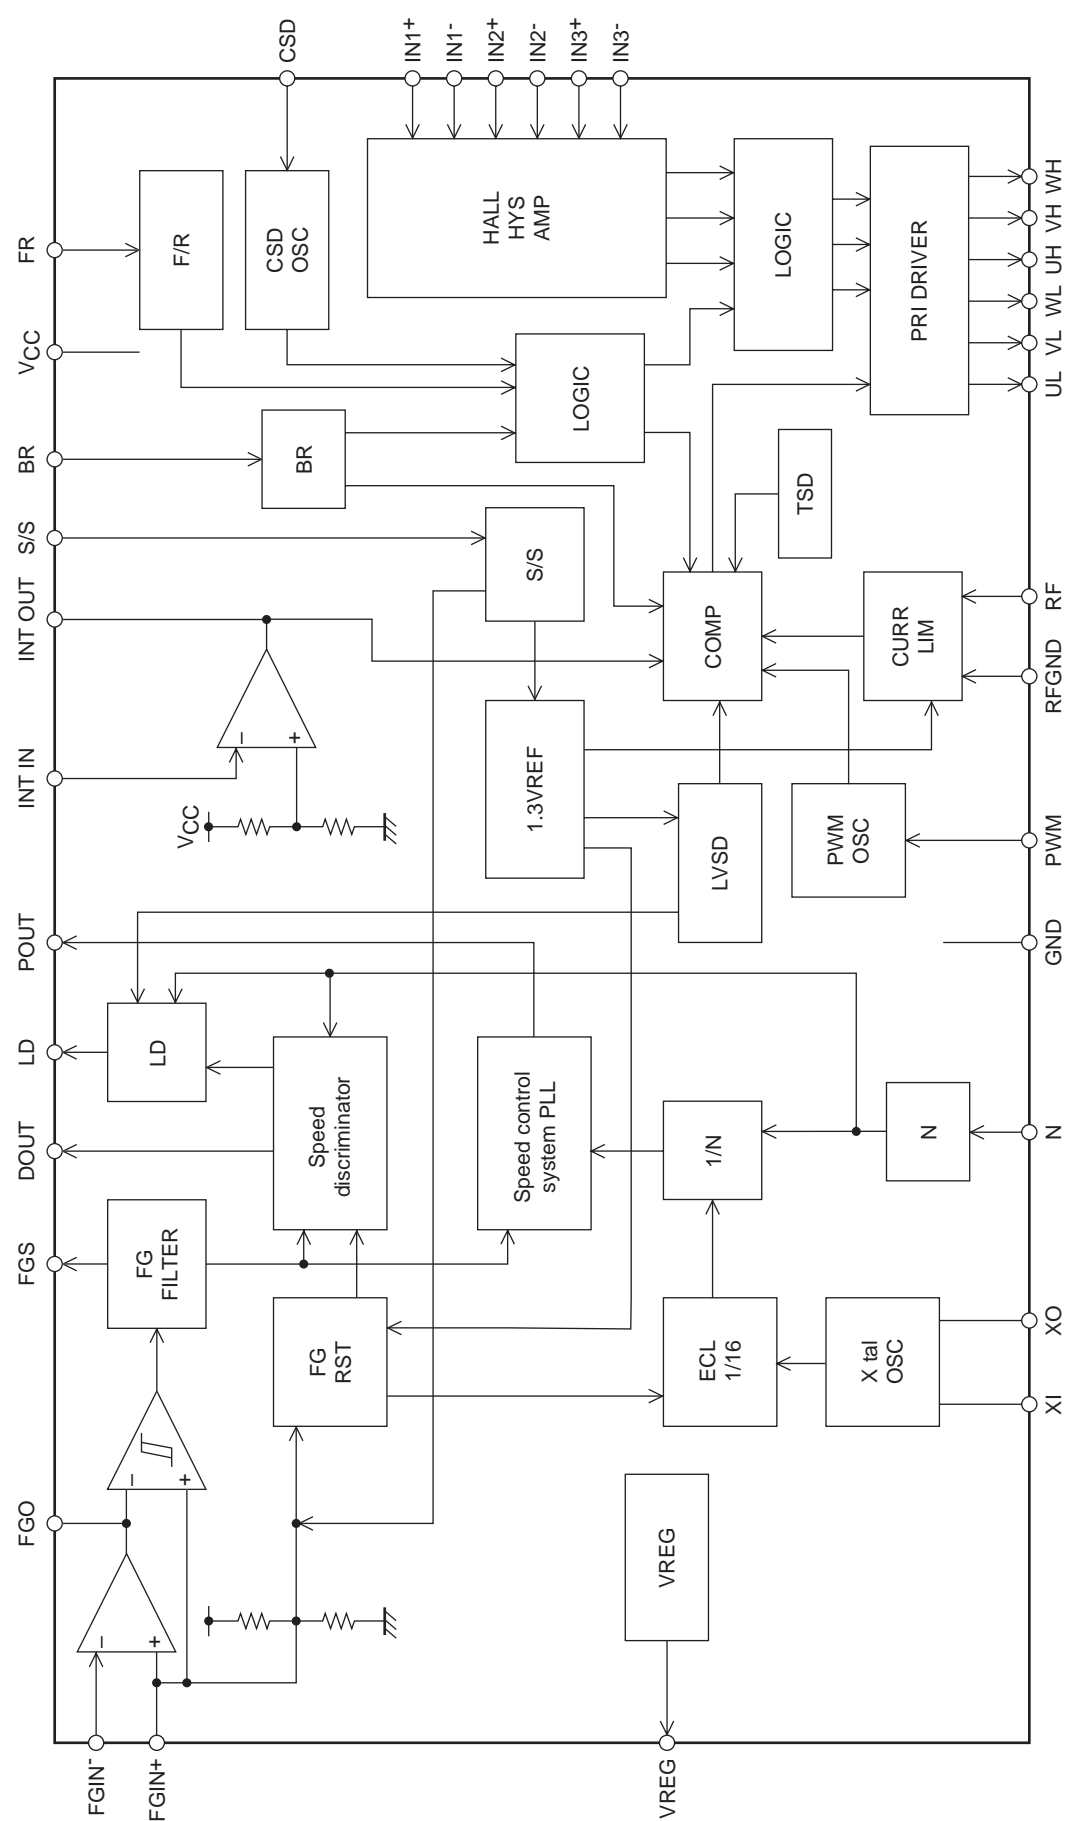 CSD
IN1+
IN1-
IN2+
IN2-
IN3+
IN3-
FR
VCC
BR
S/S
INT OUT
INT IN
POUT
LD
DOUT
FGS
FGO
FGIN-
FGIN+
VREG
WH
VH
UH
WL
VL
UL
RF
RFGND
PWM
GND
N
XO
XI
F/R
CSD
OSC
HALL
HYS
AMP
LOGIC
PRI DRIVER
LOGIC
BR
TSD
S/S
COMP
CURR
LIM
−
+
VCC
1.3VREF
LVSD
PWM
OSC
LD
Speed
discriminator
Speed control
system PLL
1/N
N
FG
FILTER
FG
RST
ECL
1/16
X tal
OSC
−
+
−
+
VREG